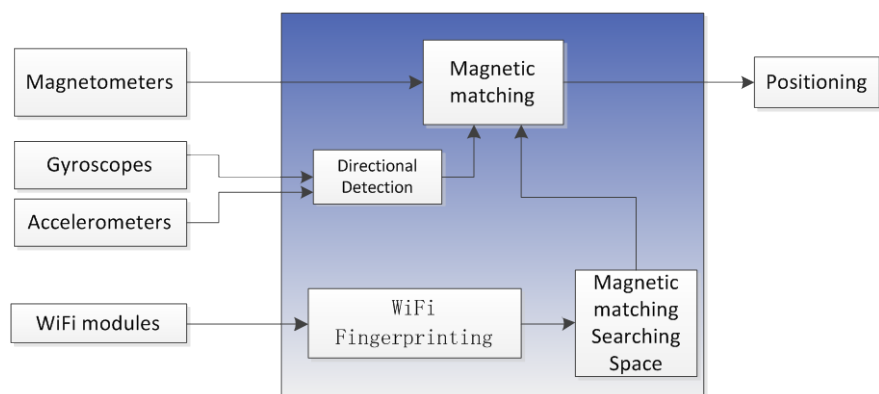 Magnetometers
Magnetic
matching
Positioning
Gyroscopes
Directional
Detection
Accelerometers
WiFi modules
WiFi
Fingerprinting
Magnetic
matching
Searching
Space